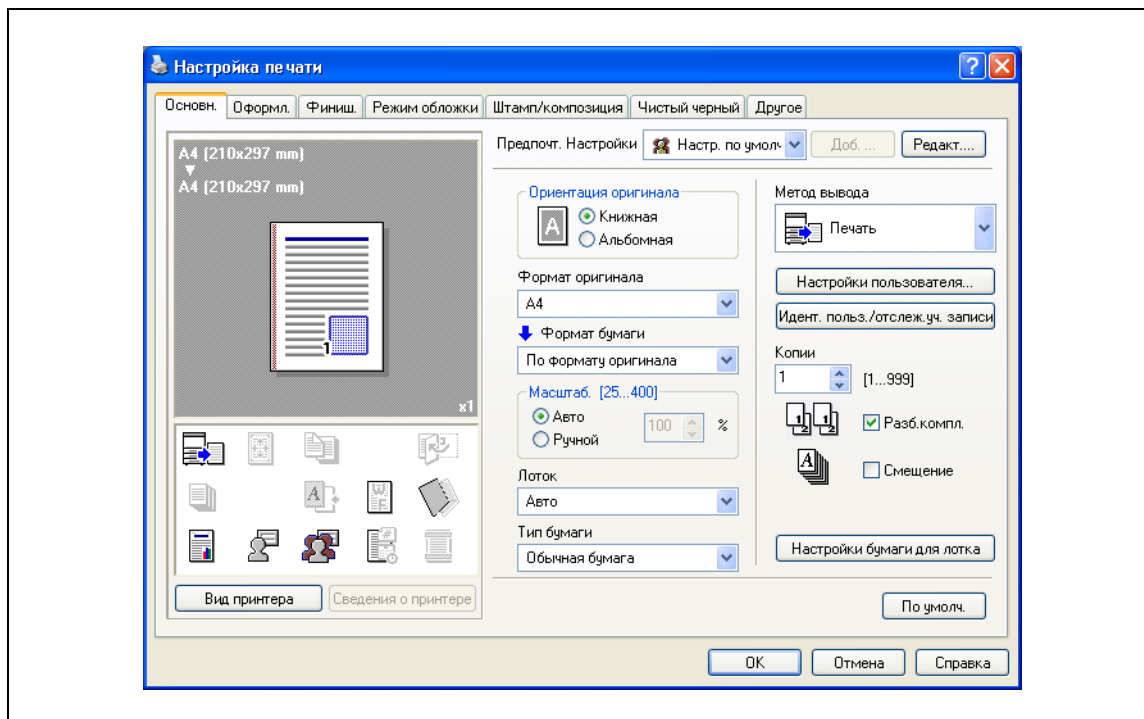 Настройка печати
Основн. Оформл. Финиш. Режим обложки Штамп/композиция Чистый черный Другое
A4 (210x297 mm)
A4 (210x297 mm)
1
x1
Вид принтера Сведения о принтере
Предпочт. Настройки Настр. по умолч Доб. ... Редакт....
Ориентация оригинала
A
Книжная
Альбомная
Формат оригинала
A4
Формат бумаги
По формату оригинала
Масштаб. [25...400]
Авто
Ручной
100 %
Лоток
Авто
Тип бумаги
Обычная бумага
Метод вывода
Печать
Настройки пользователя...
Идент. польз./отслеж.уч. записи
Копии
1 [1...999]
Разб.компл.
Смещение
Настройки бумаги для лотка
По умолч.
OK Отмена Справка